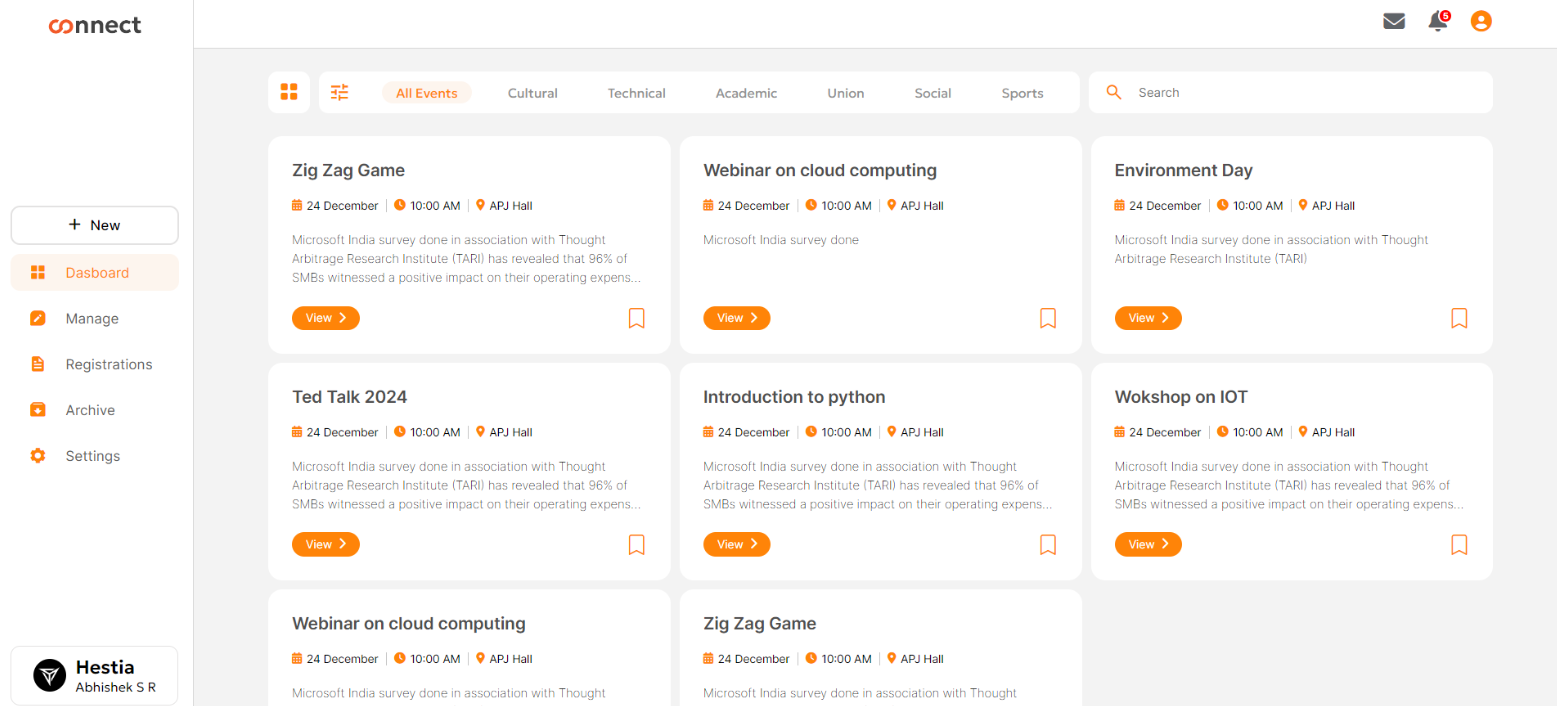 connect
5
All Events
Cultural
Technical
Academic
Union
Social
Sports
Search
+ New
Dasboard
Manage
Registrations
Archive
Settings
Hestia
Abhishek S R
Zig Zag Game
24 December 10:00 AM APJ Hall
Microsoft India survey done in association with Thought
Arbitrage Research Institute (TARI) has revealed that 96% of
SMBs witnessed a positive impact on their operating expens...
View
Webinar on cloud computing
24 December 10:00 AM APJ Hall
Microsoft India survey done
View
Environment Day
24 December 10:00 AM APJ Hall
Microsoft India survey done in association with Thought
Arbitrage Research Institute (TARI)
View
Ted Talk 2024
24 December 10:00 AM APJ Hall
Microsoft India survey done in association with Thought
Arbitrage Research Institute (TARI) has revealed that 96% of
SMBs witnessed a positive impact on their operating expens...
View
Introduction to python
24 December 10:00 AM APJ Hall
Microsoft India survey done in association with Thought
Arbitrage Research Institute (TARI) has revealed that 96% of
SMBs witnessed a positive impact on their operating expens...
View
Wokshop on IOT
24 December 10:00 AM APJ Hall
Microsoft India survey done in association with Thought
Arbitrage Research Institute (TARI) has revealed that 96% of
SMBs witnessed a positive impact on their operating expens...
View
Webinar on cloud computing
24 December 10:00 AM APJ Hall
Microsoft India survey done in association with Thought
Zig Zag Game
24 December 10:00 AM APJ Hall
Microsoft India survey done in association with Thought